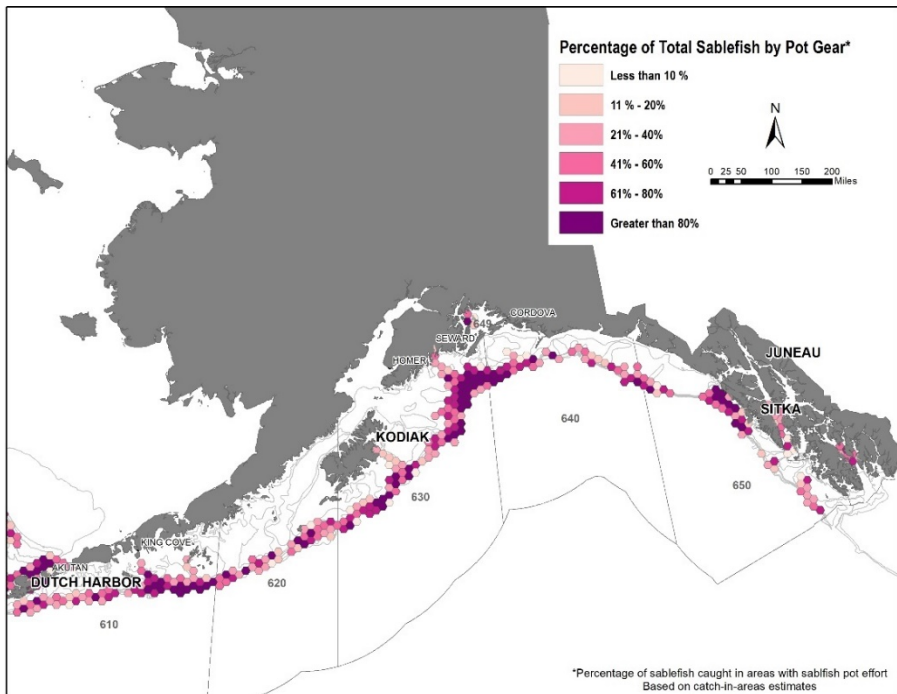 Percentage of Total Sablefish by Pot Gear*
Less than 10 %
11 % - 20%
21% - 40%
41% - 60%
61% - 80%
Greater than 80%
N
0 25 50 100 150 200
Miles
649
CORDOVA
SEWARD
HOMER
JUNEAU
SITKA
640
KODIAK
630
650
KING COVE
AKUTAN
DUTCH HARBOR
620
610
*Percentage of sablefish caught in areas with sablfish pot effort
Based on catch-in-areas estimates